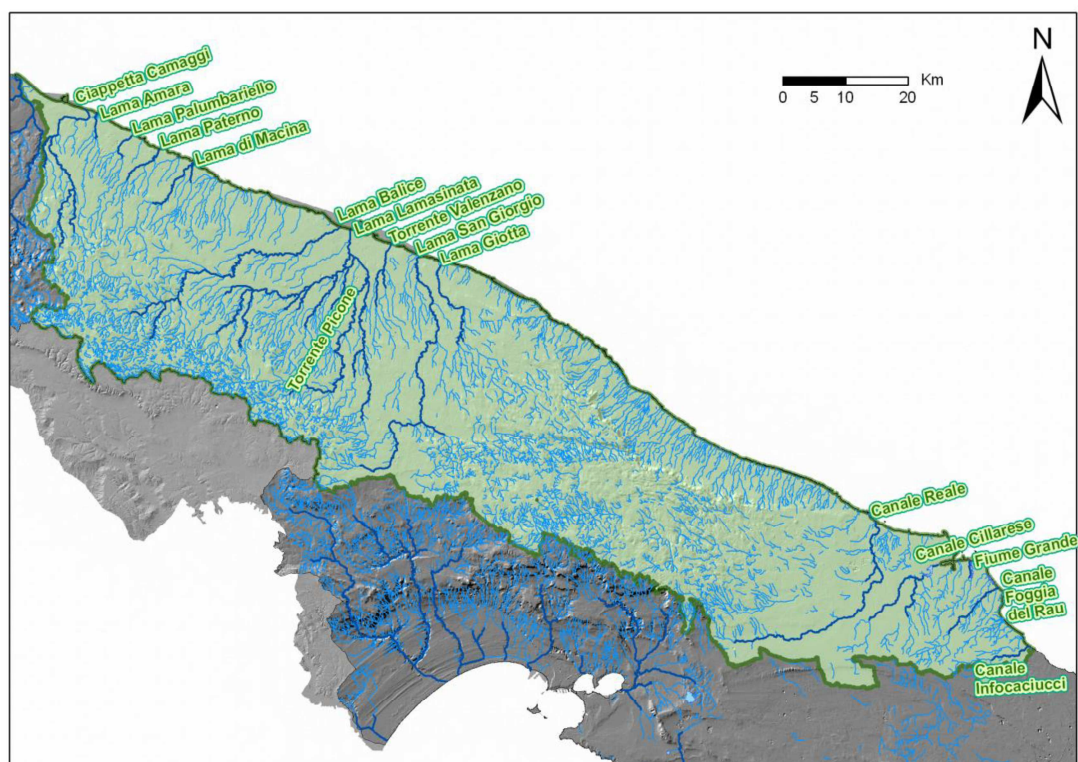 N
Km
0 5 10 20
Ciappetta Camaggi
Lama Amara
Lama Palumbariello
Lama Paterno
Lama di Macina
Lama Balice
Lama Lamasinata
Torrente Valenzano
Lama San Giorgio
Lama Giotta
Torrente Picone
Canale Reale
Canale Cillarese
Fiume Grande
Canale
Foggia
del Rau
Canale
Infocaciucci